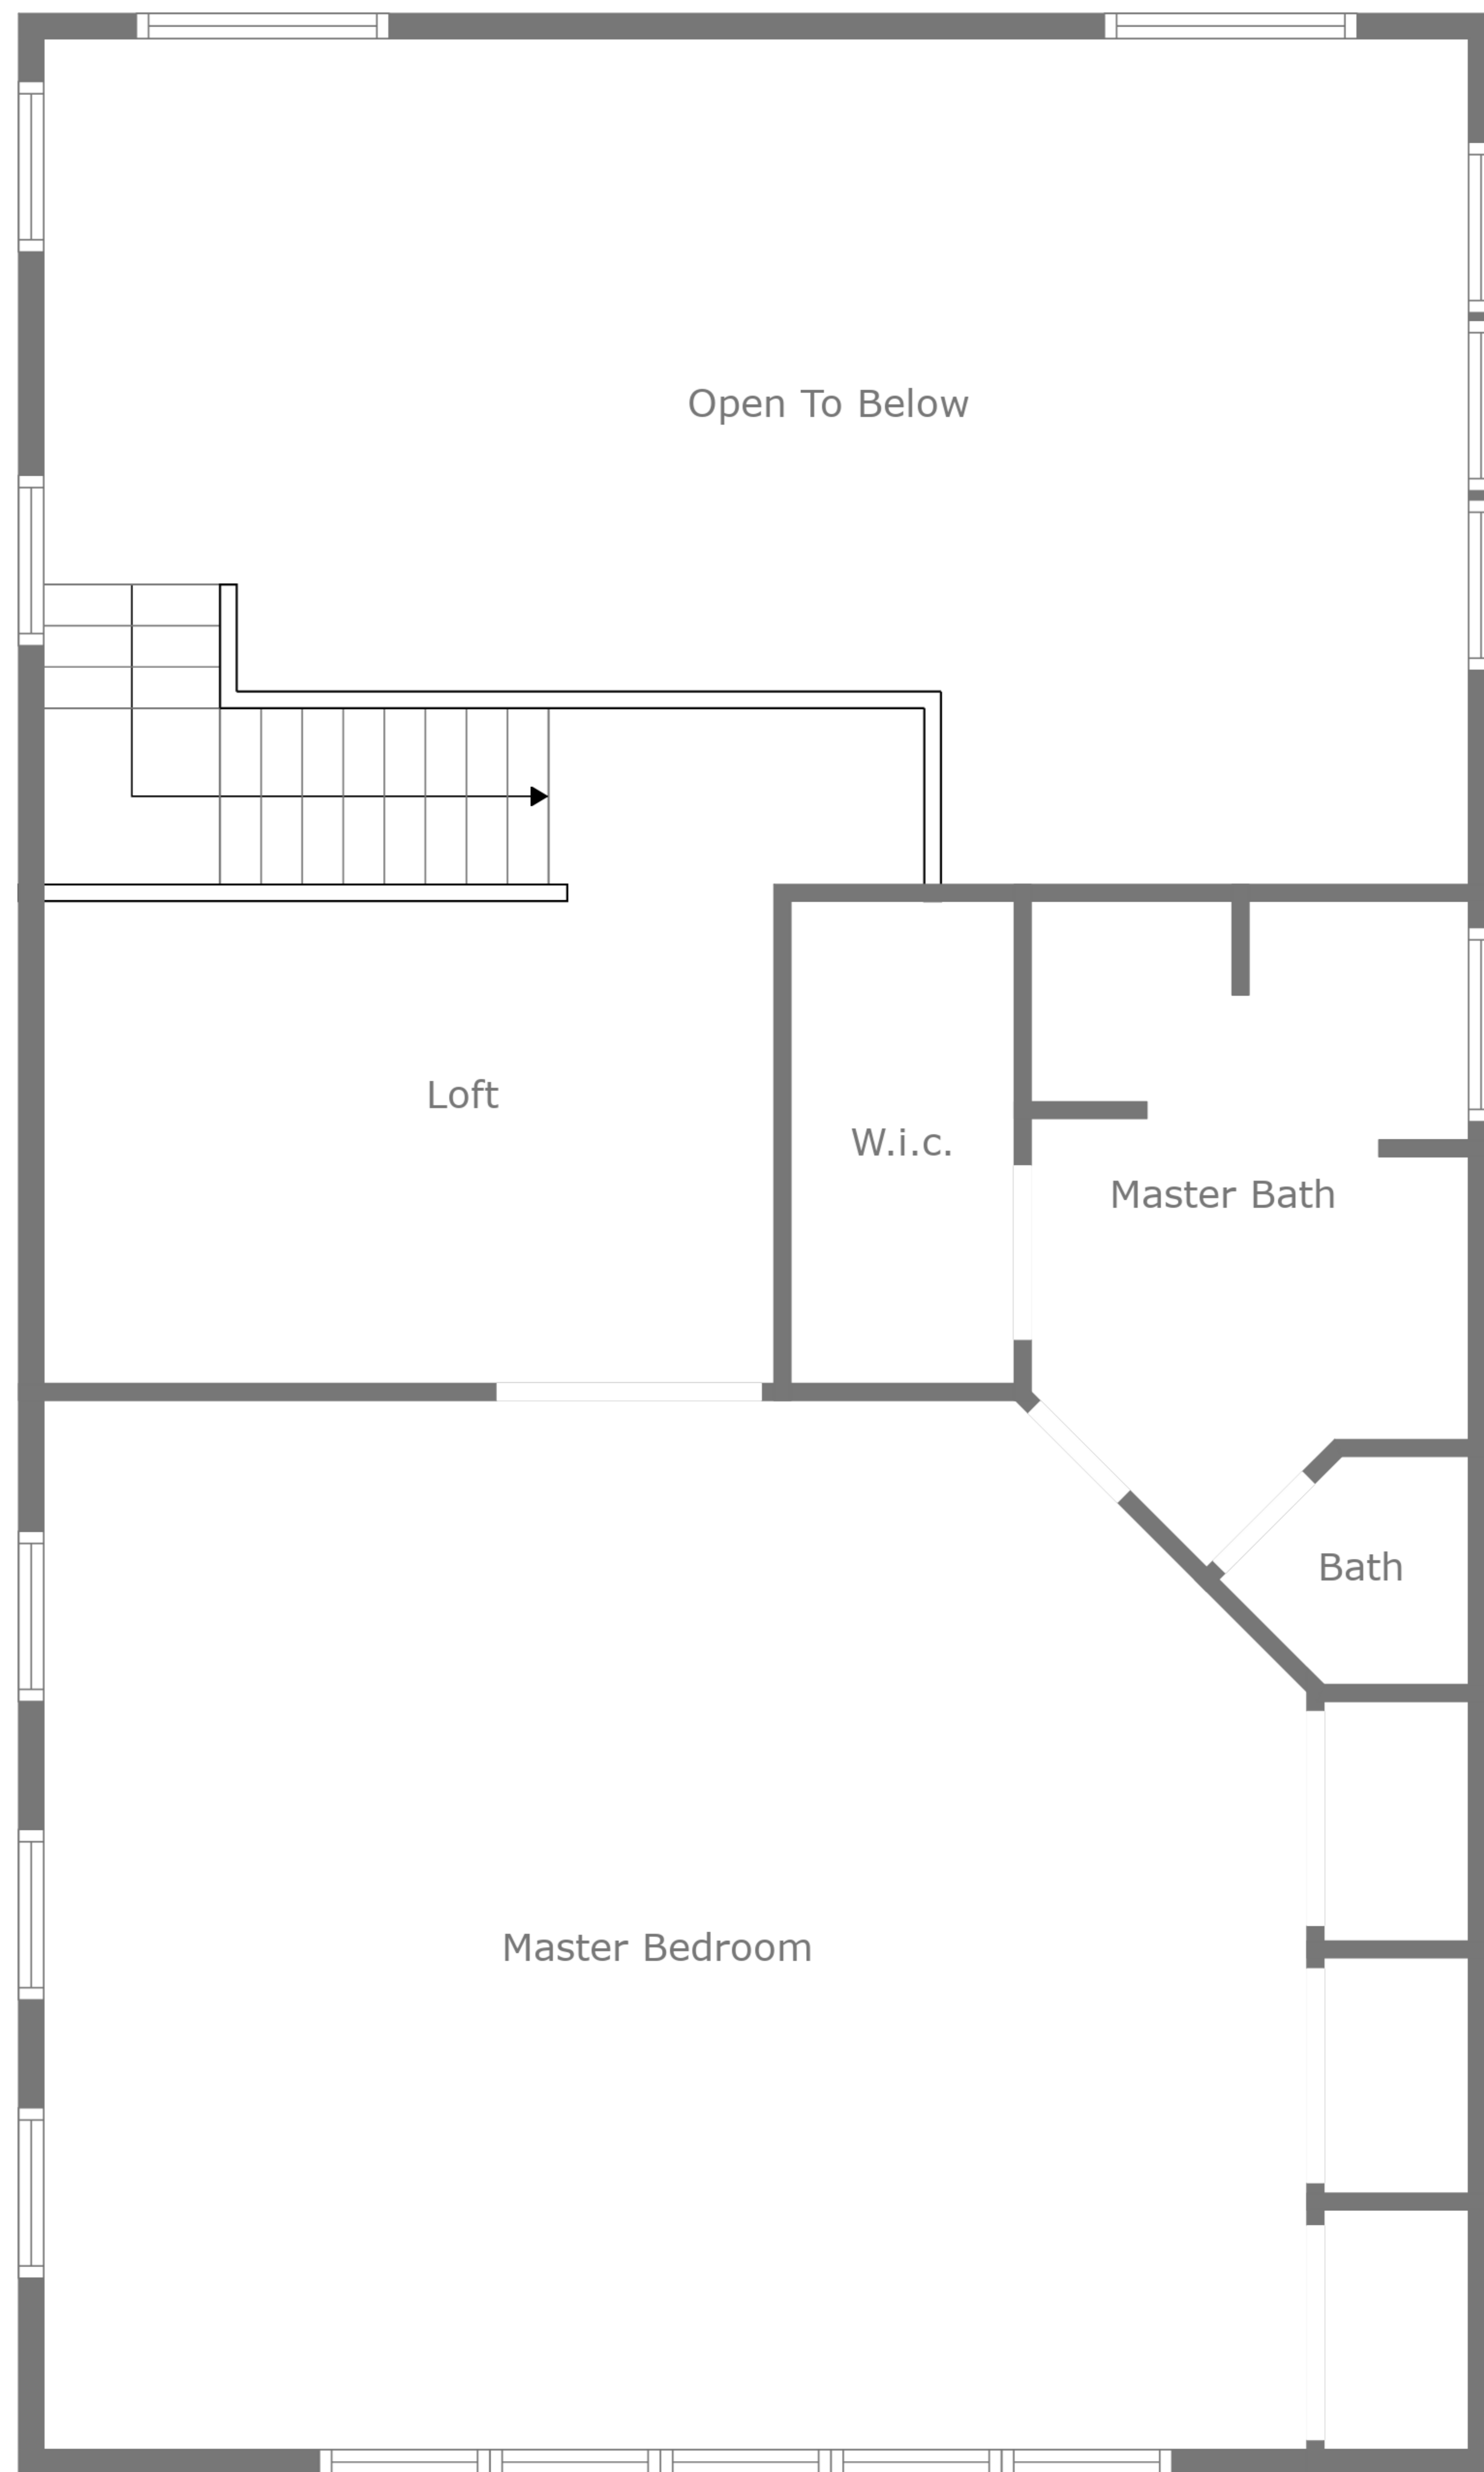 Open To Below
Loft
W.i.c.
Master Bath
Bath
Master Bedroom